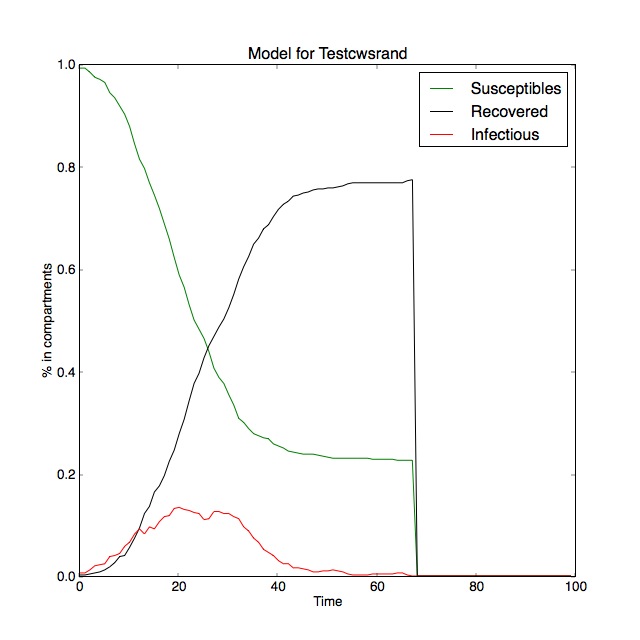 Model for Testcwsrand
1.0
Susceptibles
Recovered
Infectious
0.8
0.6
% in compartments
0.4
0.2
0.0
0 20 40 60 80 100
Time